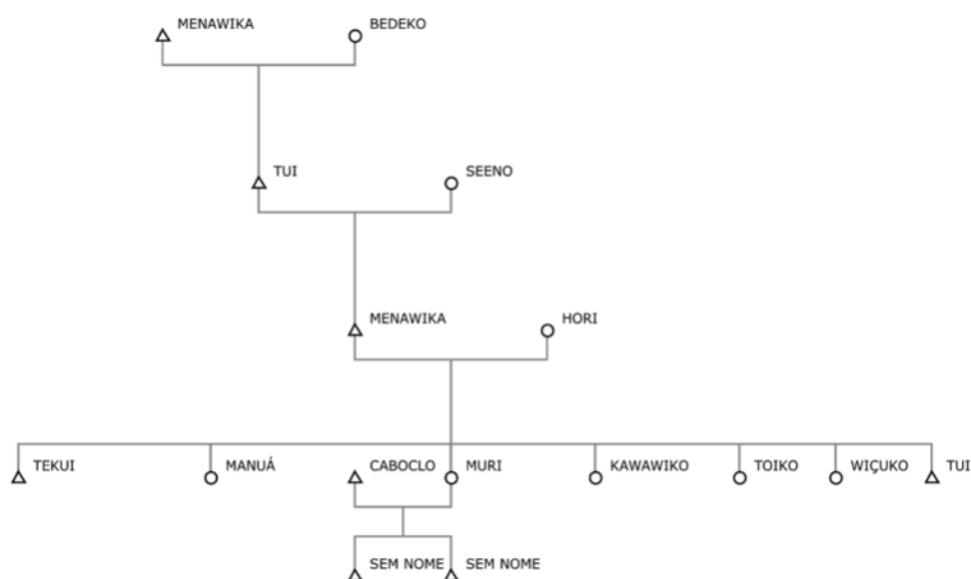 MENAWIKA
BEDEKO
TUI
SEENO
MENAWIKA
HORI
TEKUI
MANUÁ
CABOCLO
MURI
KAWAWIKO
TOIKO
WIÇUKO
TUI
SEM NOME
SEM NOME